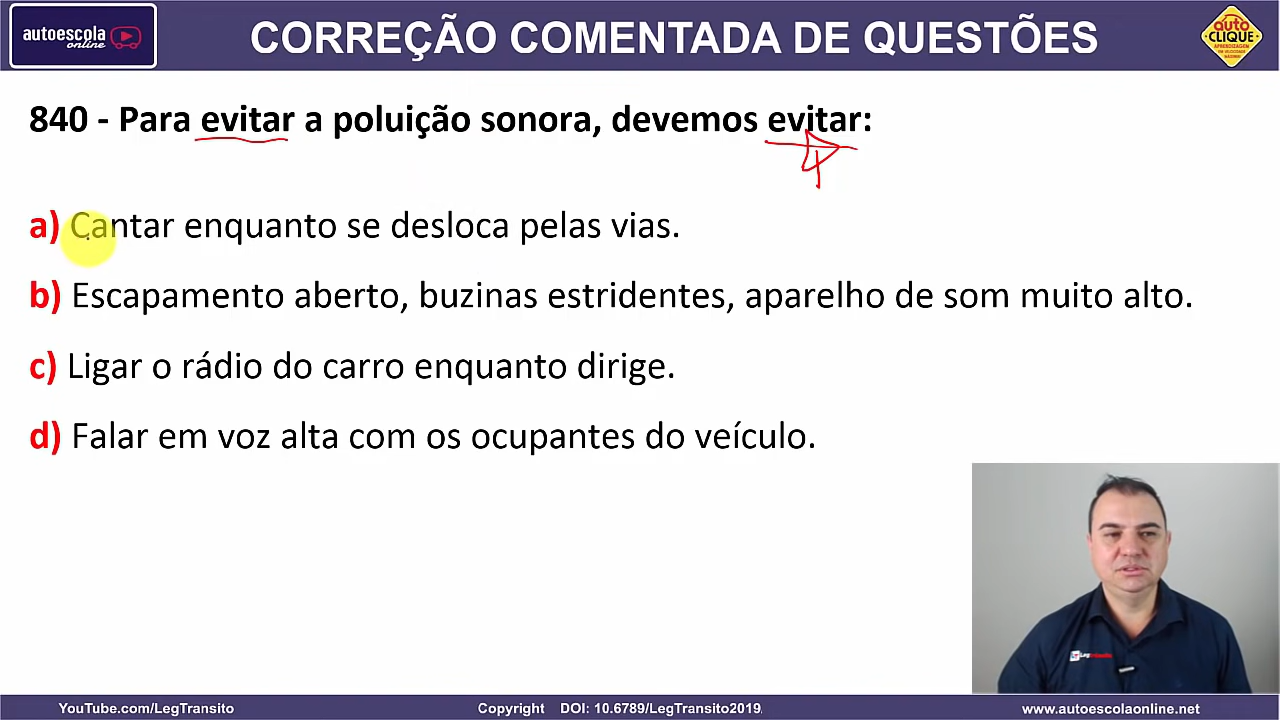 autoescola
online
CORREÇÃO COMENTADA DE QUESTÕES
auto
CLIQUE
APRENDIZAGEM
840 - Para evitar a poluição sonora, devemos evitar:
a) Cantar enquanto se desloca pelas vias.
b) Escapamento aberto, buzinas estridentes, aparelho de som muito alto.
c) Ligar o rádio do carro enquanto dirige.
d) Falar em voz alta com os ocupantes do veículo.
YouTube.com/LegTransito
Copyright DOI: 10.6789/LegTransito2019.
www.autoescolaonline.net